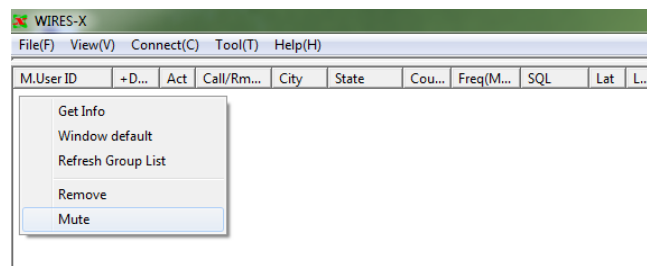 WIRES-X
File(F) View(V) Connect(C) Tool(T) Help(H)
M.User ID +D... Act Call/Rm... City State Cou... Freq(M... SQL Lat L...
Get Info
Window default
Refresh Group List
Remove
Mute